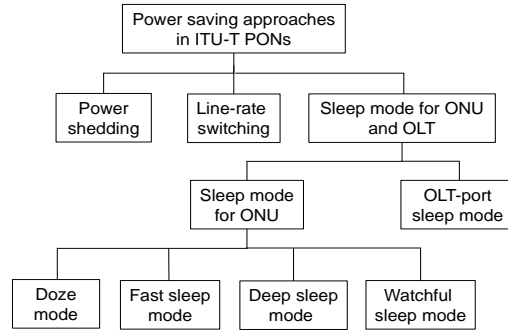 Power saving approaches
in ITU-T PONs
Power
shedding
Line-rate
switching
Sleep mode for ONU
and OLT
Sleep mode
for ONU
OLT-port
sleep mode
Doze
mode
Fast sleep
mode
Deep sleep
mode
Watchful
sleep mode